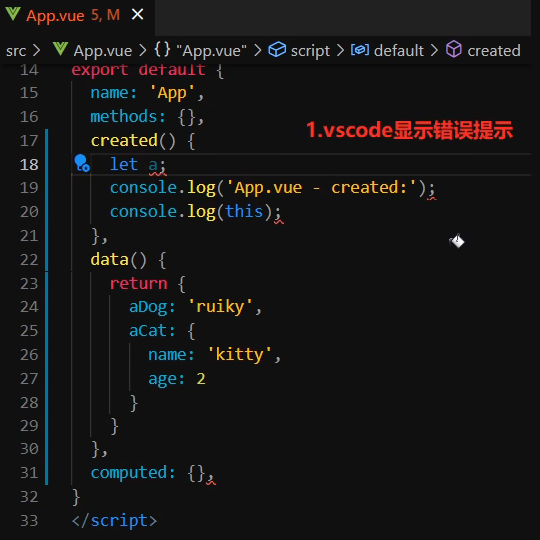 App.vue 5, M
src > App.vue > {} "App.vue" > script > default > created
14 export default {
15 name: 'App',
16 methods: {},
1.vscode显示错误提示
17 created() {
18 let a;
19 console.log('App.vue - created:');
20 console.log(this);
21 },
22 data() {
23 return {
24 aDog: 'ruiky',
25 aCat: {
26 name: 'kitty',
27 age: 2
28 }
29 }
30 },
31 computed: {},
32 }
33 </script>